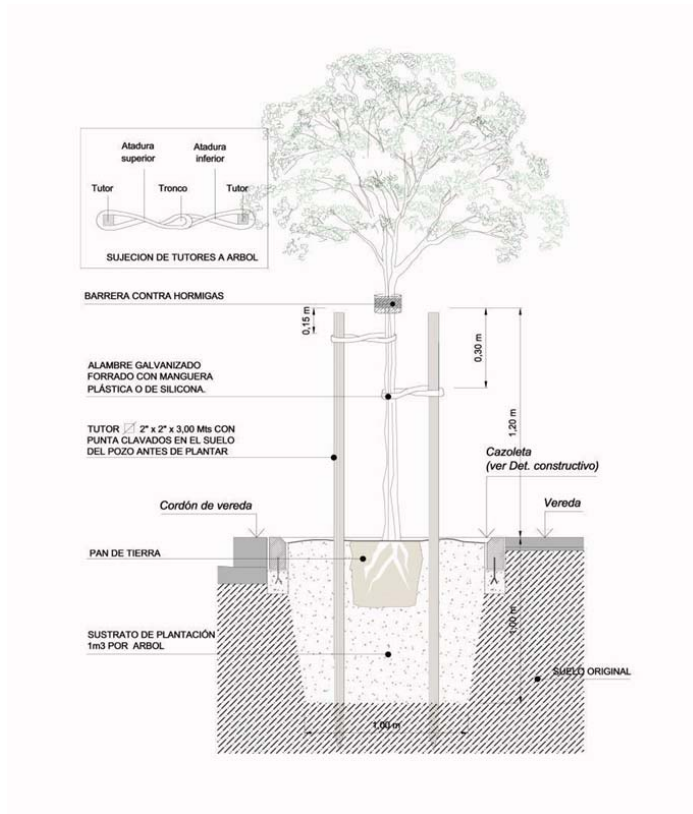 Atadura
superior
Atadura
inferior
Tutor
Tronco
Tutor
SUJECION DE TUTORES A ARBOL
BARRERA CONTRA HORMIGAS
0,15 m
0,30 m
ALAMBRE GALVANIZADO
FORRADO CON MANGUERA
PLÁSTICA O DE SILICONA.
1,20 m
TUTOR 2" x 2" x 3,00 Mts CON
PUNTA CLAVADOS EN EL SUELO
DEL POZO ANTES DE PLANTAR
Cazoleta
(ver Det. constructivo)
Cordón de vereda
Vereda
PAN DE TIERRA
1,00 m
SUSTRATO DE PLANTACIÓN
1m3 POR ARBOL
SUELO ORIGINAL
1,00 m